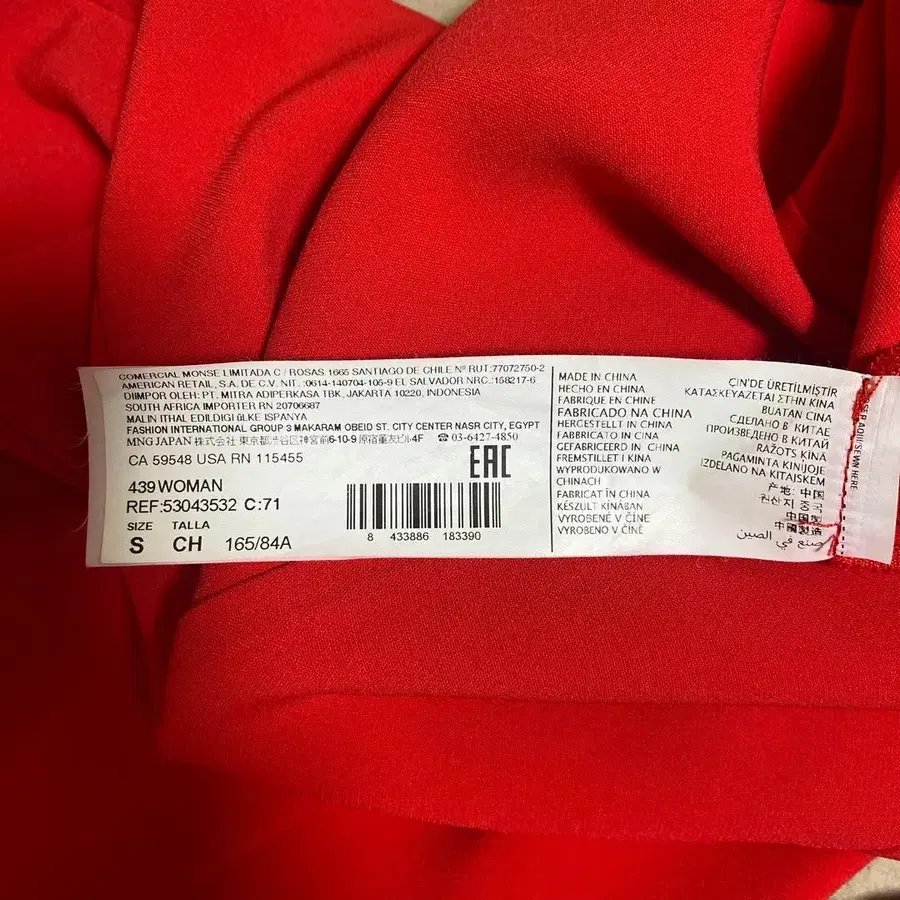 COMERCIAL MONSE LIMITADA C / ROSAS 1665 SANTIAGO DE CHILE Nº RUT:77072750-2
AMERICAN RETAIL, S.A. DE C.V. NIT. :0614-140704-105-9 EL SALVADOR NRC.:158217-6
DIIMPOR OLEH: PT. MITRA ADIPERKASA TBK, JAKARTA 10220, INDONESIA
SOUTH AFRICA IMPORTER RN 20706687
MALIN ITHAL EDILDIGI ÜLKE ISPANYA
FASHION INTERNATIONAL GROUP 3 MAKARAM OBEID ST. CITY CENTER NASR CITY, EGYPT
MNG JAPAN 株式会社 東京都渋谷区神宮前6-10-9 原宿董友ビル4F ☎ 03-6427-4850
CA 59548 USA RN 115455
EAC
439 WOMAN
REF:53043532 C:71
SIZE TALLA
S CH 165/84A
8 433886 183390
MADE IN CHINA
HECHO EN CHINA
FABRIQUE EN CHINE
FABRICADO NA CHINA
HERGESTELLT IN CHINA
FABBRICATO IN CHINA
GEFABRICEERD IN CHINA
FREMSTILLET I KINA
WYPRODUKOWANO W
CHINACH
FABRICAT ÎN CHINA
KÉSZÜLT KÍNÁBAN
VYROBENÉ V ČÍNE
VYROBENO V ČÍNĚ
ÇİN'DE ÜRETİLMİŞTİR
ΚΑΤΑΣΚΕΥΑΖΕΤΑΙ ΣΤΗΝ ΚΙΝΑ
BUATAN CINA
СДЕЛАНО В КИТАЕ
ПРОИЗВЕДЕНО В КИТАЙ
RAŽOTS ĶĪNĀ
PAGAMINTA KINIJOJE
IZDELANO NA KITAJSKEM
产地: 中国
원산지 중국
中国製
中國製造
صنع في الصين
SEW HERE